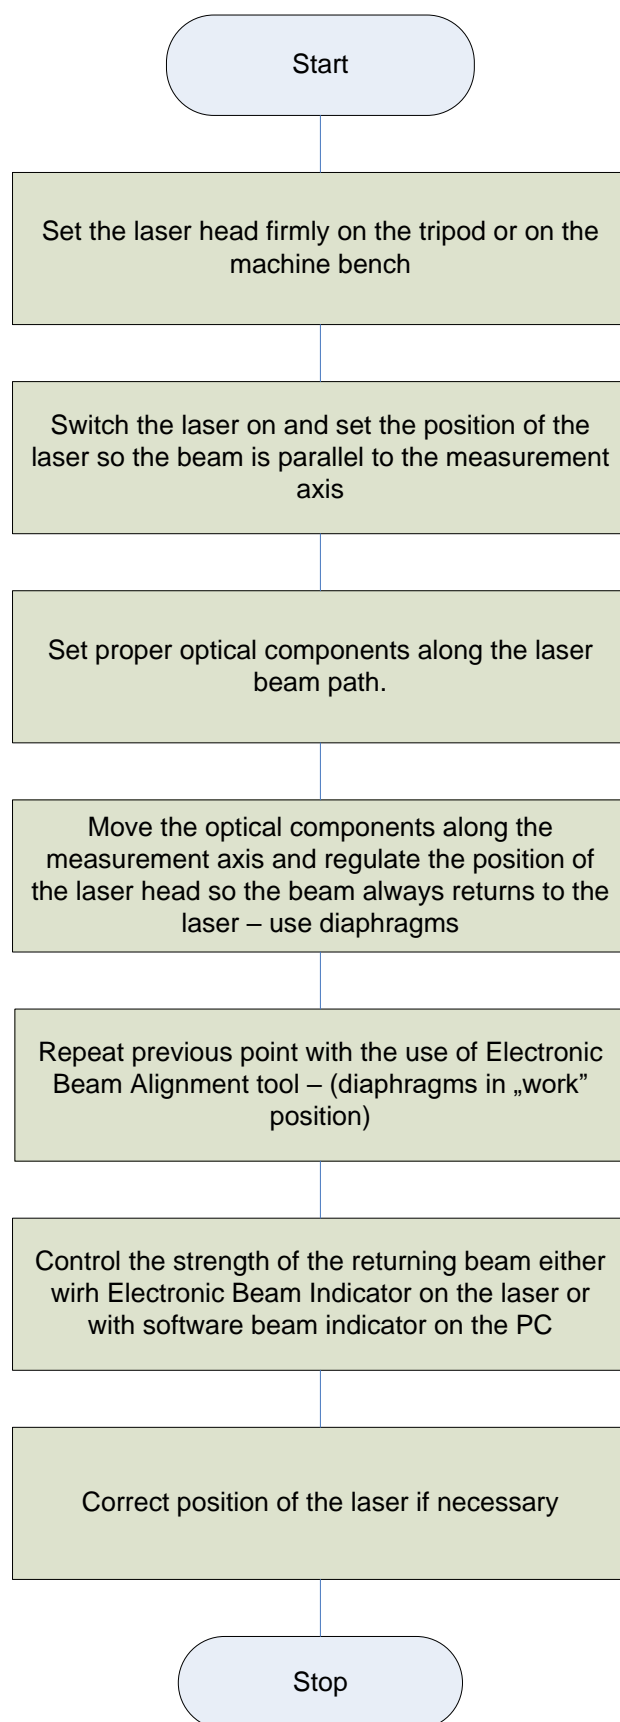 Start
Set the laser head firmly on the tripod or on the
machine bench
Switch the laser on and set the position of the
laser so the beam is parallel to the measurement
axis
Set proper optical components along the laser
beam path.
Move the optical components along the
measurement axis and regulate the position of
the laser head so the beam always returns to the
laser – use diaphragms
Repeat previous point with the use of Electronic
Beam Alignment tool – (diaphragms in „work”
position)
Control the strength of the returning beam either
wirh Electronic Beam Indicator on the laser or
with software beam indicator on the PC
Correct position of the laser if necessary
Stop